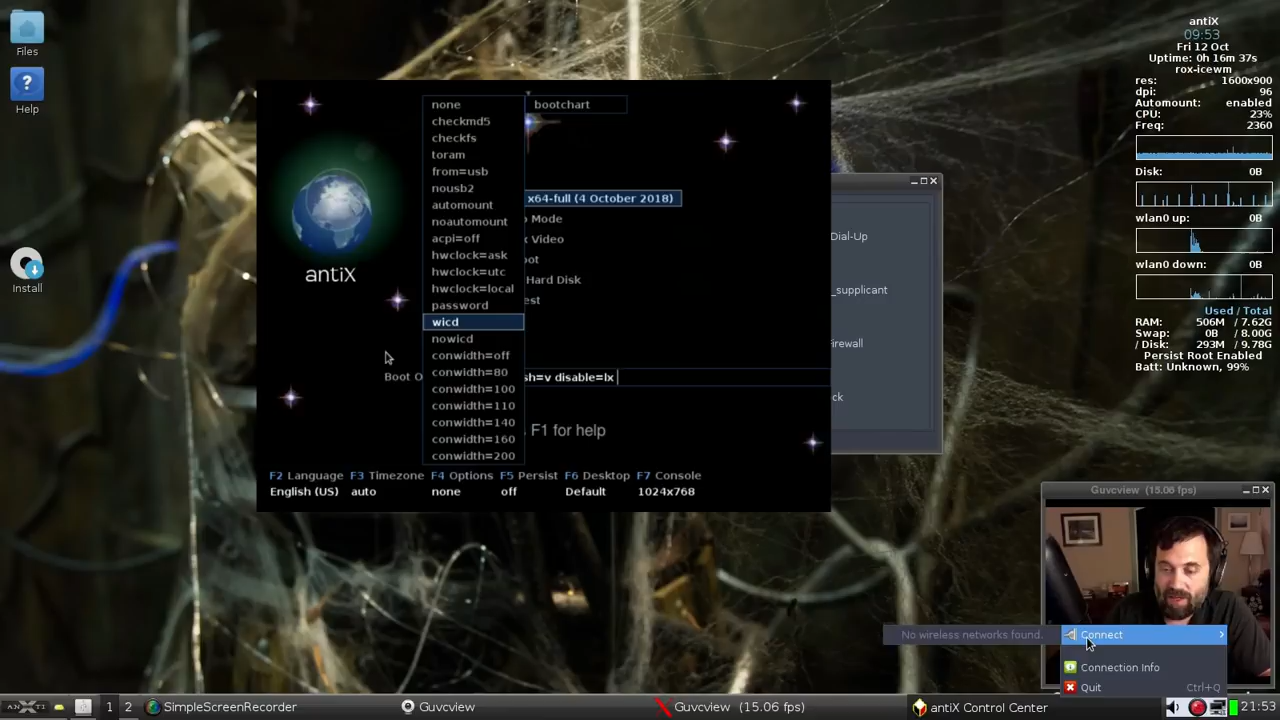 Files
Help
Install
none
checkmd5
checkfs
toram
from=usb
nousb2
automount
noautomount
acpi=off
hwclock=ask
hwclock=utc
hwclock=local
password
wicd
nowicd
conwidth=off
conwidth=80
conwidth=100
conwidth=110
conwidth=140
conwidth=160
conwidth=200
bootchart
antiX
x64-full (4 October 2018)
o Mode
x Video
ot
Hard Disk
est
Boot O
sh=v disable=lx
F1 for help
F2 Language F3 Timezone F4 Options F5 Persist F6 Desktop F7 Console
English (US) auto none off Default 1024x768
Dial-Up
_supplicant
irewall
ck
antiX
09:53
Fri 12 Oct
Uptime: 0h 16m 37s
rox-icewm
res: 1600x900
dpi: 96
Automount: enabled
CPU: 23%
Freq: 2360
Disk: 0B
wlan0 up: 0B
wlan0 down: 0B
Used / Total
RAM: 506M / 7.62G
Swap: 0B / 8.00G
/ Disk: 293M / 9.78G
Persist Root Enabled
Batt: Unknown, 99%
Guvcview (15.06 fps)
No wireless networks found.
Connect
Connection Info
Quit Ctrl+Q
ANXTI 1 2 SimpleScreenRecorder Guvcview Guvcview (15.06 fps) antiX Control Center 21:53